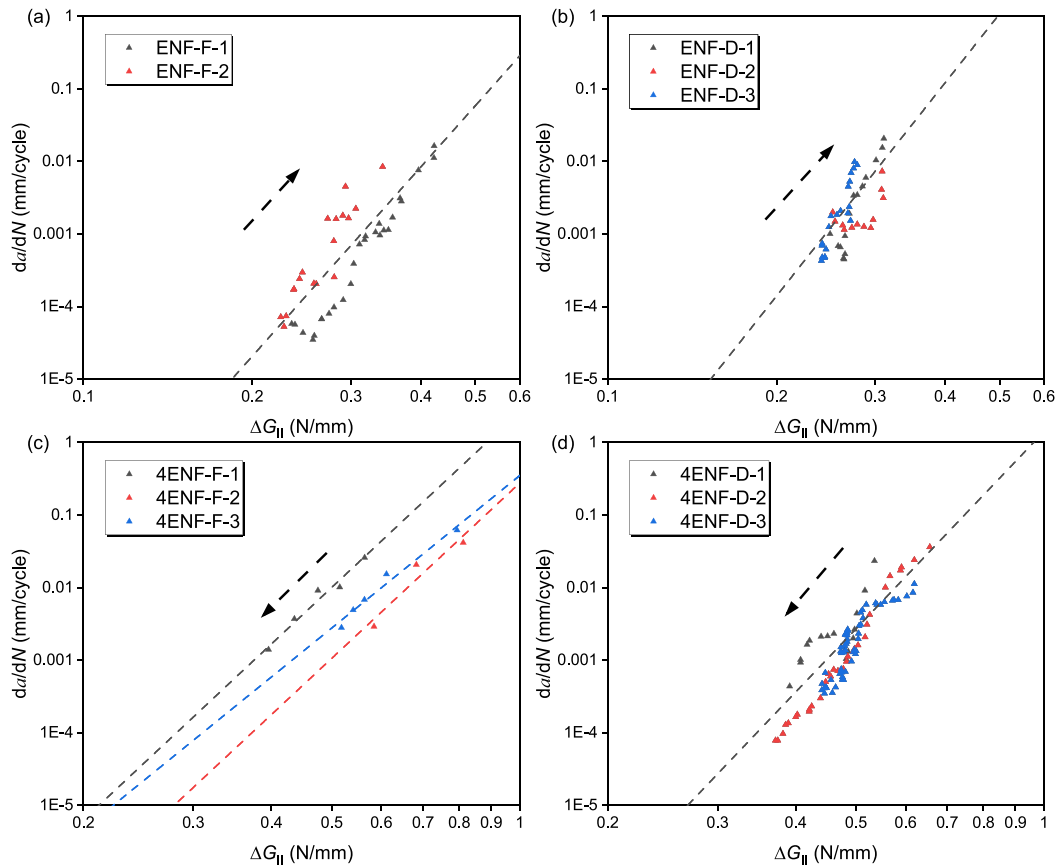 (a)
ENF-F-1
ENF-F-2
da/dN (mm/cycle)
1
0.1
0.01
0.001
1E-4
1E-5
0.1
0.2
0.3
0.4
0.5
0.6
ΔG_II (N/mm)
(b)
ENF-D-1
ENF-D-2
ENF-D-3
da/dN (mm/cycle)
1
0.1
0.01
0.001
1E-4
1E-5
0.1
0.2
0.3
0.4
0.5
0.6
ΔG_II (N/mm)
(c)
4ENF-F-1
4ENF-F-2
4ENF-F-3
da/dN (mm/cycle)
1
0.1
0.01
0.001
1E-4
1E-5
0.2
0.3
0.4
0.5
0.6
0.7
0.8
0.9
1
ΔG_II (N/mm)
(d)
4ENF-D-1
4ENF-D-2
4ENF-D-3
da/dN (mm/cycle)
1
0.1
0.01
0.001
1E-4
1E-5
0.2
0.3
0.4
0.5
0.6
0.7
0.8
0.9
1
ΔG_II (N/mm)